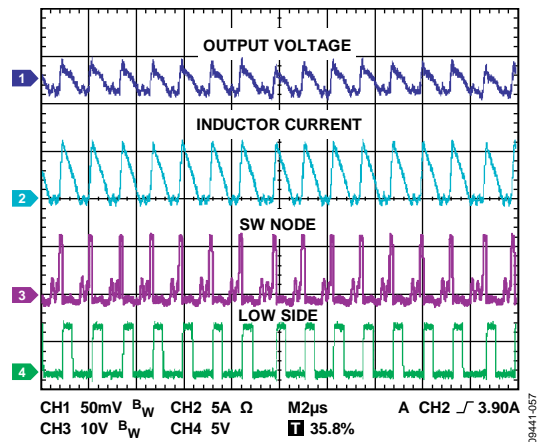 OUTPUT VOLTAGE
1
INDUCTOR CURRENT
2
SW NODE
3
LOW SIDE
4
CH1 50mV BW CH2 5A Ω M2µs A CH2 3.90A
CH3 10V BW CH4 5V T 35.8%
09441-057